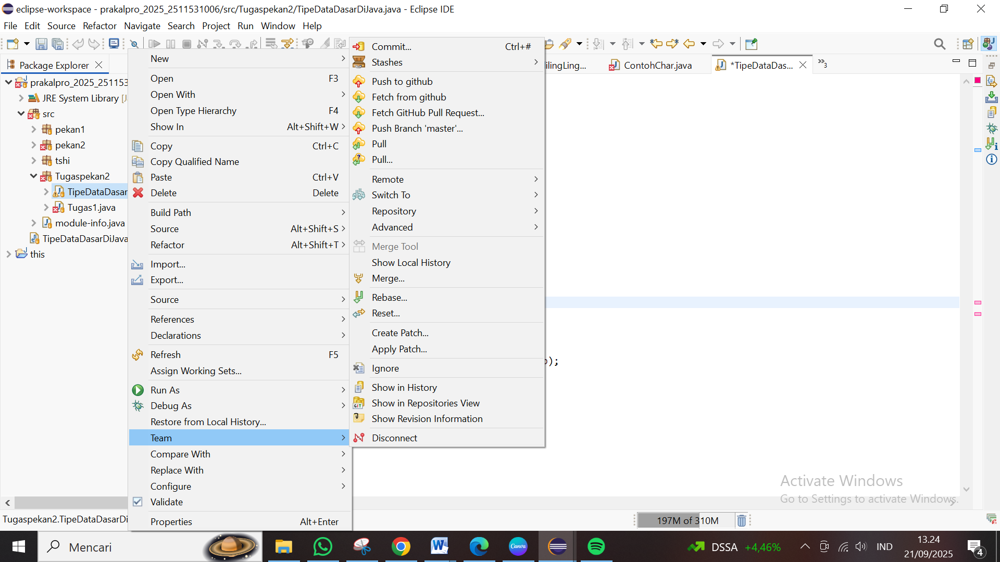 eclipse-workspace - prakalpro_2025_2511531006/src/Tugaspekan2/TipeDataDasarDiJava.java - Eclipse IDE
File Edit Source Refactor Navigate Search Project Run Window Help
Package Explorer
ilingLing...
ContohChar.java
*TipeDataDas...
»3
prakalpro_2025_251153
JRE System Library [J
src
pekan1
pekan2
tshi
Tugaspekan2
TipeDataDasar
Tugas1.java
module-info.java
TipeDataDasarDiJava
this
New
Open F3
Open With
Open Type Hierarchy F4
Show In Alt+Shift+W
Copy Ctrl+C
Copy Qualified Name
Paste Ctrl+V
Delete Delete
Build Path
Source Alt+Shift+S
Refactor Alt+Shift+T
Import...
Export...
Source
References
Declarations
Refresh F5
Assign Working Sets...
Run As
Debug As
Restore from Local History...
Team
Compare With
Replace With
Configure
Validate
Properties Alt+Enter
Commit... Ctrl+#
Stashes
Push to github
Fetch from github
Fetch GitHub Pull Request...
Push Branch 'master'...
Pull
Pull...
Remote
Switch To
Repository
Advanced
Merge Tool
Show Local History
Merge...
Rebase...
Reset...
Create Patch...
Apply Patch...
Ignore
Show in History
GIT
Show in Repositories View
Show Revision Information
Disconnect
);
Activate Windows
Go to Settings to activate Windows.
Tugaspekan2.TipeDataDasarDi
197M of 310M
Mencari
Canva
DSSA +4,46%
IND
13.24
21/09/2025
4